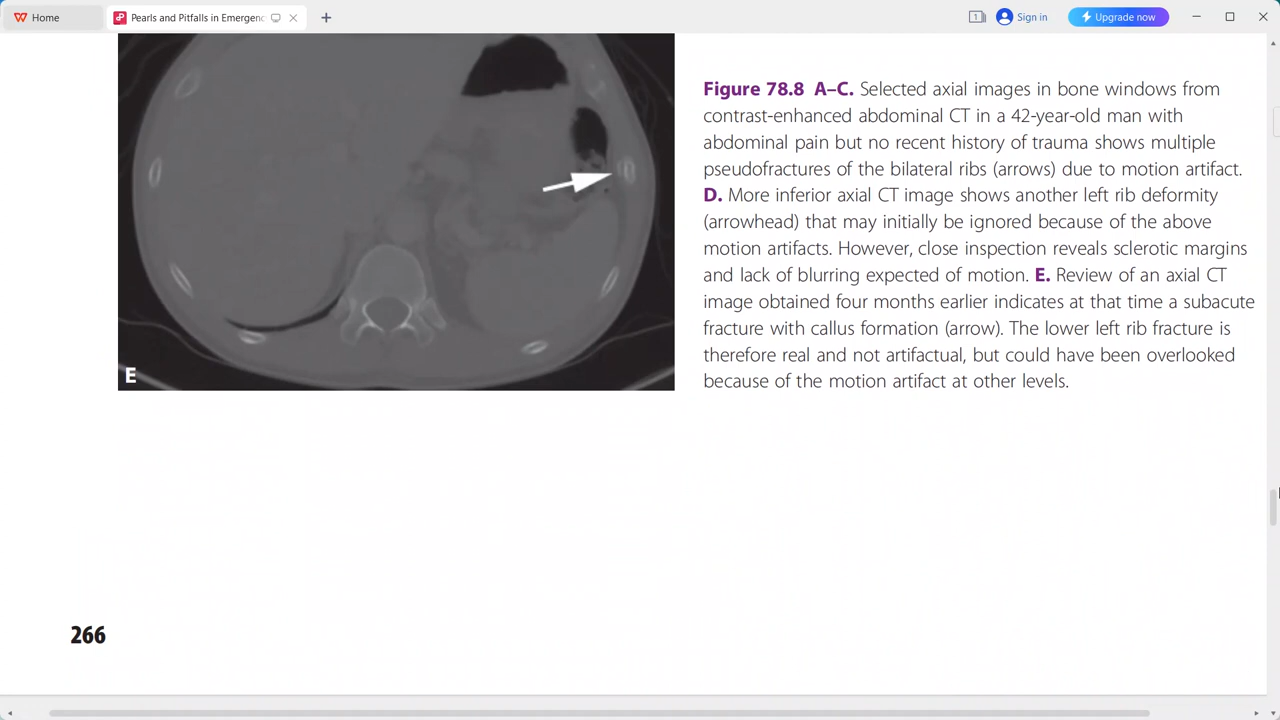 Home
Pearls and Pitfalls in Emergenc
1
Sign in
Upgrade now
Figure 78.8 A–C. Selected axial images in bone windows from
contrast-enhanced abdominal CT in a 42-year-old man with
abdominal pain but no recent history of trauma shows multiple
pseudofractures of the bilateral ribs (arrows) due to motion artifact.
D. More inferior axial CT image shows another left rib deformity
(arrowhead) that may initially be ignored because of the above
motion artifacts. However, close inspection reveals sclerotic margins
and lack of blurring expected of motion. E. Review of an axial CT
image obtained four months earlier indicates at that time a subacute
fracture with callus formation (arrow). The lower left rib fracture is
therefore real and not artifactual, but could have been overlooked
because of the motion artifact at other levels.
E
266